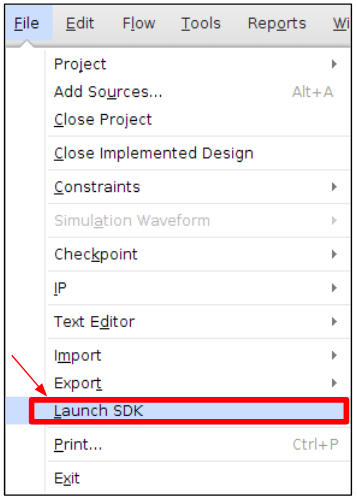 File Edit Flow Tools Reports Wi
Project
Add Sources... Alt+A
Close Project
Close Implemented Design
Constraints
Simulation Waveform
Checkpoint
IP
Text Editor
Import
Export
Launch SDK
Print... Ctrl+P
Exit